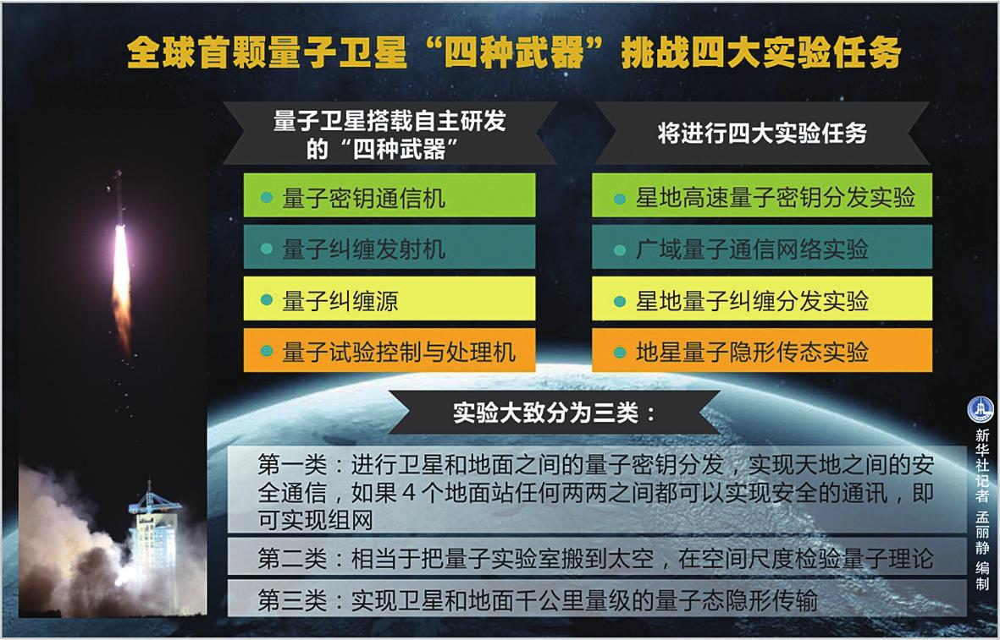 全球首颗量子卫星“四种武器”挑战四大实验任务
量子卫星搭载自主研发
的“四种武器”
量子密钥通信机
量子纠缠发射机
量子纠缠源
量子试验控制与处理机
将进行四大实验任务
星地高速量子密钥分发实验
广域量子通信网络实验
星地量子纠缠分发实验
地星量子隐形传态实验
实验大致分为三类：
第一类：进行卫星和地面之间的量子密钥分发，实现天地之间的安
全通信，如果4个地面站任何两两之间都可以实现安全的通讯，即
可实现组网
第二类：相当于把量子实验室搬到太空，在空间尺度检验量子理论
第三类：实现卫星和地面千公里量级的量子态隐形传输
新华社记者 孟丽静 编制